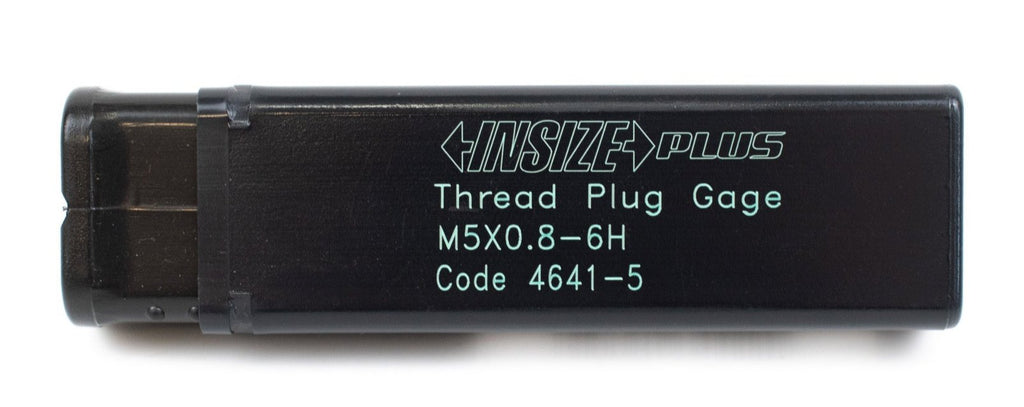 INSIZE PLUS
Thread Plug Gage
M5X0.8-6H
Code 4641-5